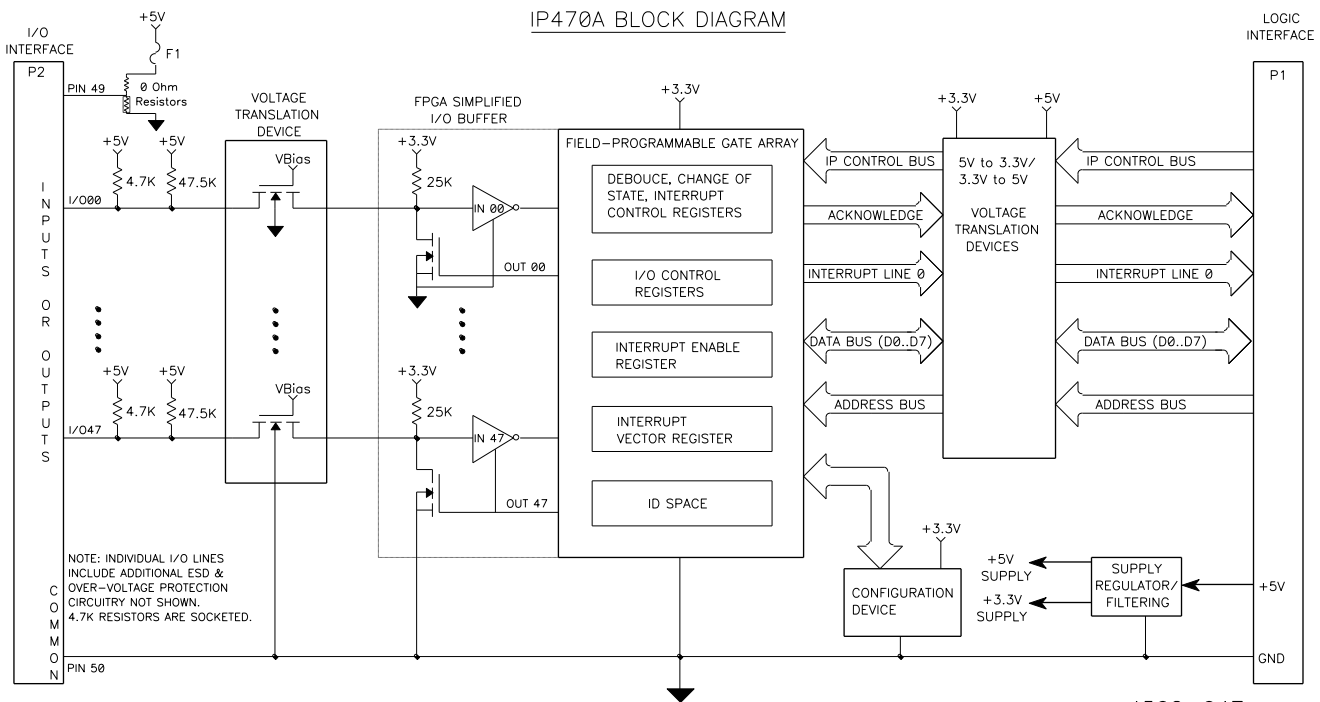 IP470A BLOCK DIAGRAM
I/O
INTERFACE
P2
LOGIC
INTERFACE
P1
+5V
F1
PIN 49
0 Ohm
Resistors
VOLTAGE
TRANSLATION
DEVICE
FPGA SIMPLIFIED
I/O BUFFER
+3.3V
+3.3V
+5V
+5V
+5V
4.7K
47.5K
I/O00
VBias
+3.3V
25K
IN 00
OUT 00
FIELD-PROGRAMMABLE GATE ARRAY
DEBOUCE, CHANGE OF
STATE, INTERRUPT
CONTROL REGISTERS
I/O CONTROL
REGISTERS
INTERRUPT ENABLE
REGISTER
INTERRUPT
VECTOR REGISTER
ID SPACE
IP CONTROL BUS
ACKNOWLEDGE
INTERRUPT LINE 0
DATA BUS (D0..D7)
ADDRESS BUS
5V to 3.3V/
3.3V to 5V
VOLTAGE
TRANSLATION
DEVICES
IP CONTROL BUS
ACKNOWLEDGE
INTERRUPT LINE 0
DATA BUS (D0..D7)
ADDRESS BUS
INPUTS OR OUTPUTS
+5V
+5V
4.7K
47.5K
I/O47
VBias
+3.3V
25K
IN 47
OUT 47
NOTE: INDIVIDUAL I/O LINES
INCLUDE ADDITIONAL ESD &
OVER-VOLTAGE PROTECTION
CIRCUITRY NOT SHOWN.
4.7K RESISTORS ARE SOCKETED.
COMMON
PIN 50
+3.3V
CONFIGURATION
DEVICE
+5V
SUPPLY
+3.3V
SUPPLY
SUPPLY
REGULATOR/
FILTERING
+5V
GND